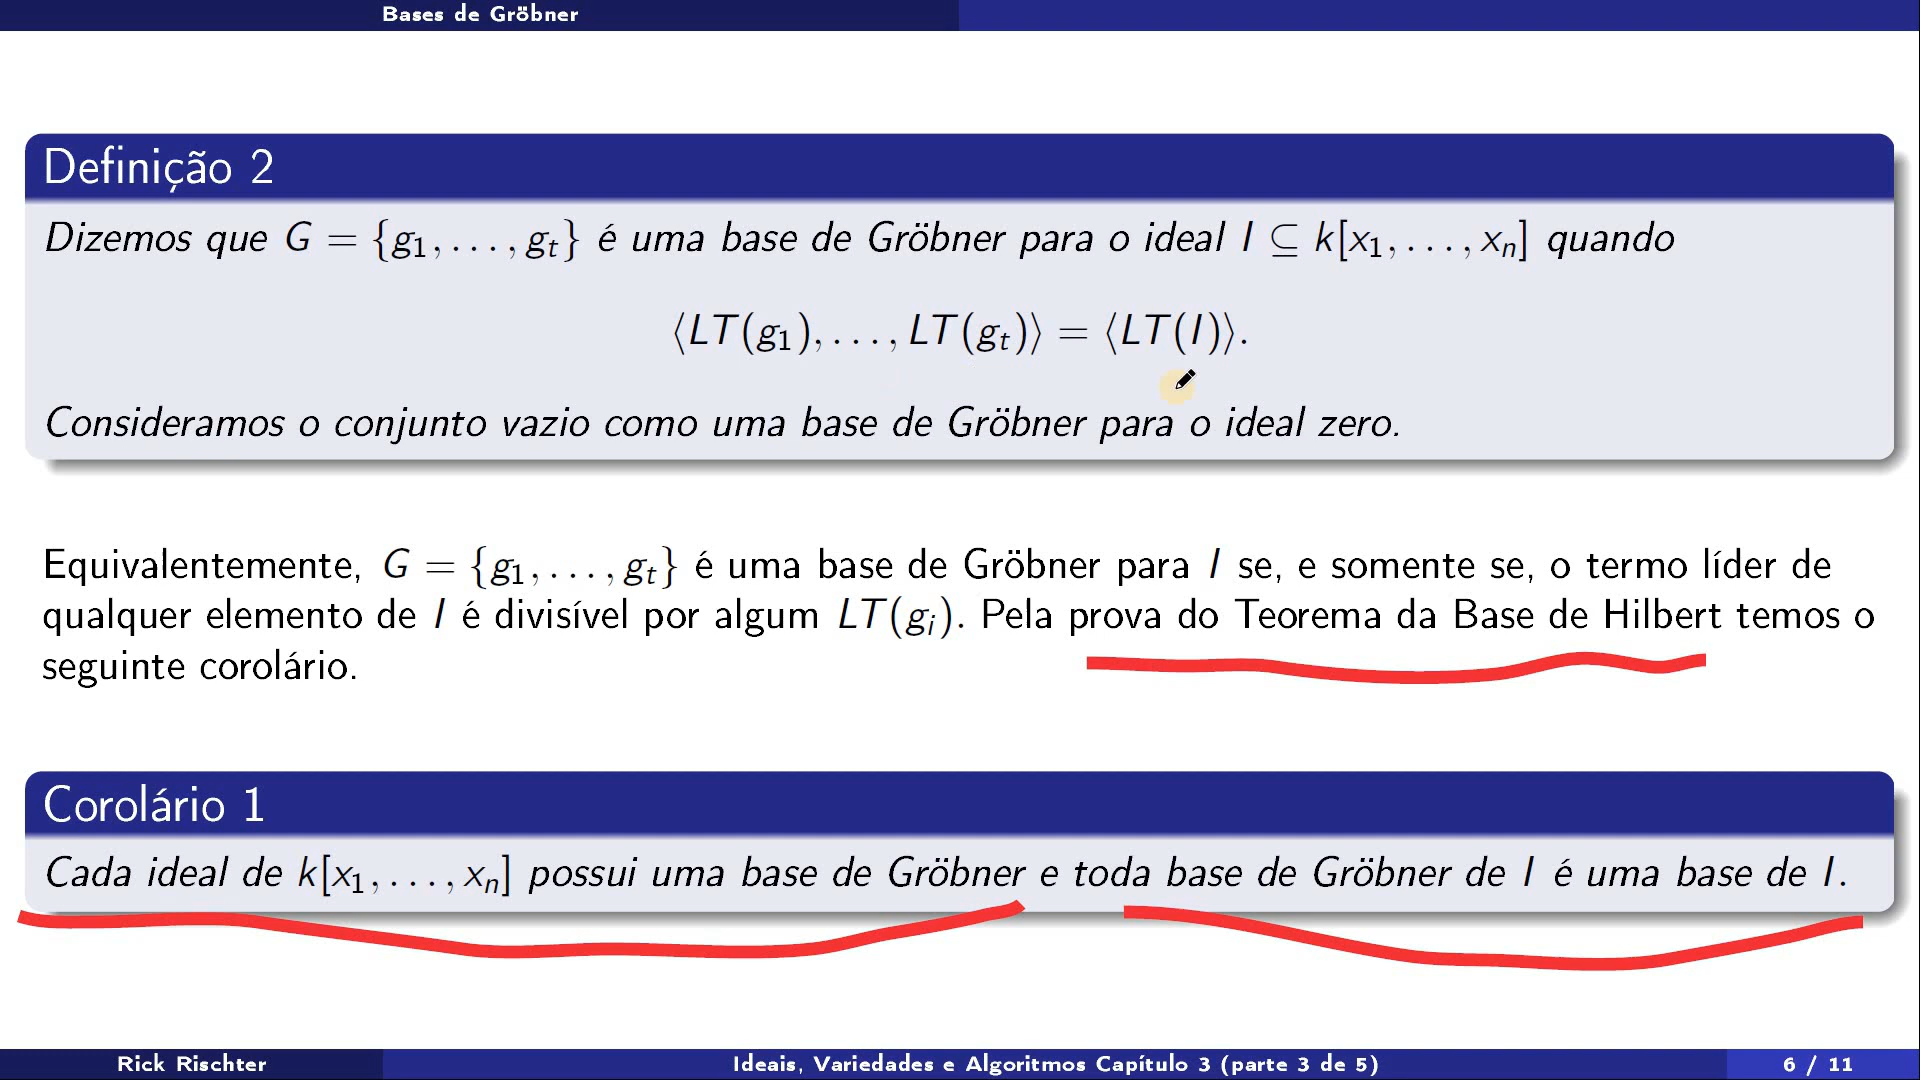 Bases de Gröbner
Definição 2
Dizemos que G = {g₁, . . . , gₜ} é uma base de Gröbner para o ideal I ⊆ k[x₁, . . . , xₙ] quando
⟨LT(g₁), . . . , LT(gₜ)⟩ = ⟨LT(I)⟩.
Consideramos o conjunto vazio como uma base de Gröbner para o ideal zero.
Equivalentemente, G = {g₁, . . . , gₜ} é uma base de Gröbner para I se, e somente se, o termo líder de
qualquer elemento de I é divisível por algum LT(gᵢ). Pela prova do Teorema da Base de Hilbert temos o
seguinte corolário.
Corolário 1
Cada ideal de k[x₁, . . . , xₙ] possui uma base de Gröbner e toda base de Gröbner de I é uma base de I.
Rick Rischter Ideais, Variedades e Algoritmos Capítulo 3 (parte 3 de 5) 6 / 11